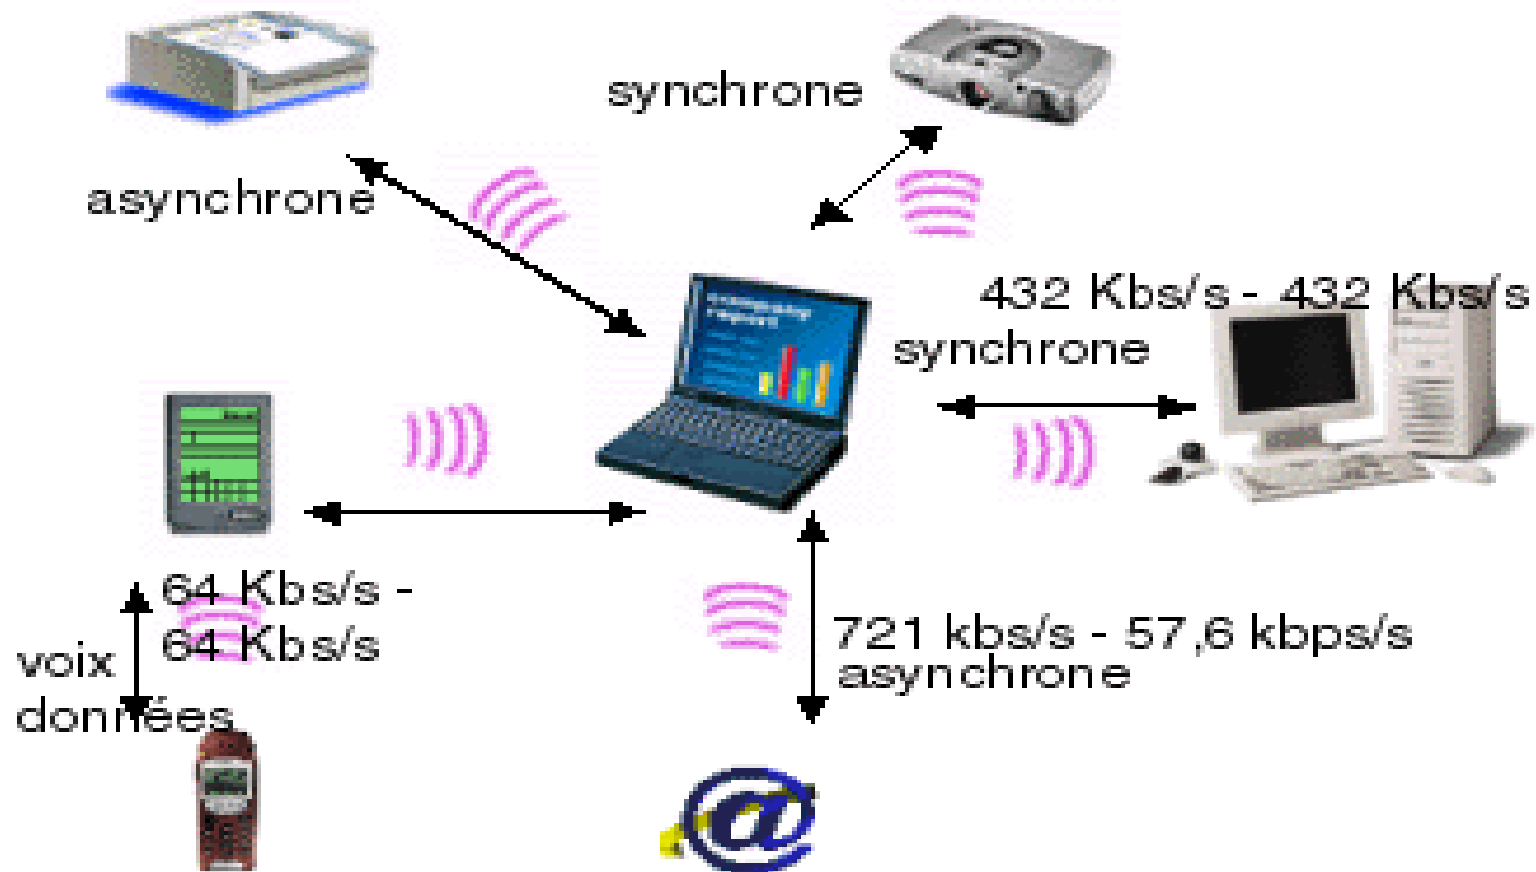 synchrone
asynchrone
432 Kbs/s - 432 Kbs/s
synchrone
64 Kbs/s -
64 Kbs/s
voix
données
721 kbs/s - 57,6 kbps/s
asynchrone
report